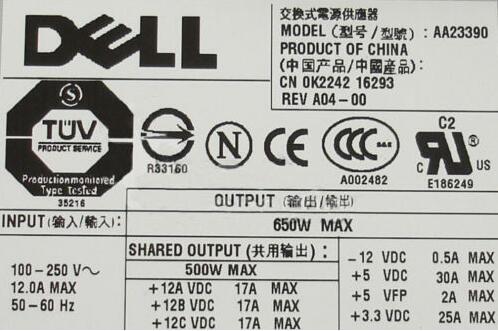 DELL
交換式電源供應器
MODEL (型号/型號): AA23390
PRODUCT OF CHINA
(中国产品/中國產品):
CN 0K2242 16293
REV A04-00
S
TÜV
PRODUCT SERVICE
Productionmonitored
Type Tested
35216
R33160
N
CE
CCC
S&E
A002482
C2
C US
E186249
OUTPUT (输出/輸出)
INPUT (输入/輸入):
650W MAX
SHARED OUTPUT (共用输出):
500W MAX
100-250 V~
12.0A MAX
50-60 Hz
+12A VDC 17A MAX
+12B VDC 17A MAX
+12C VDC 17A MAX
-12 VDC 0.5A MAX
+5 VDC 30A MAX
+5 VFP 2A MAX
+3.3 VDC 25A MAX